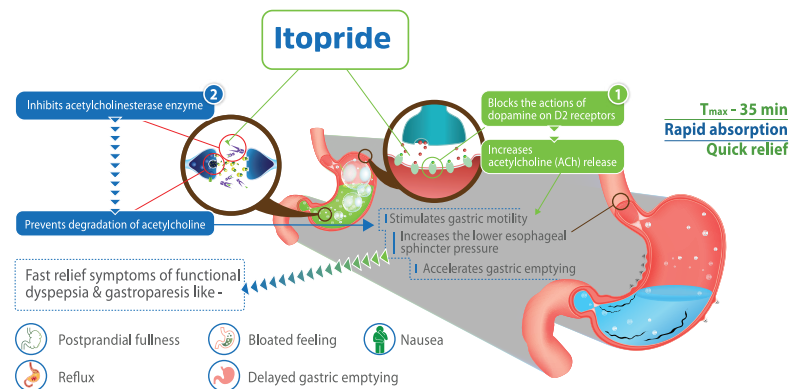 Itopride
2
Inhibits acetylcholinesterase enzyme
Prevents degradation of acetylcholine
1
Blocks the actions of
dopamine on D2 receptors
Increases
acetylcholine (ACh) release
Tmax - 35 min
Rapid absorption
Quick relief
Stimulates gastric motility
Increases the lower esophageal
sphincter pressure
Accelerates gastric emptying
Fast relief symptoms of functional
dyspepsia & gastroparesis like -
Postprandial fullness
Bloated feeling
Nausea
Reflux
Delayed gastric emptying